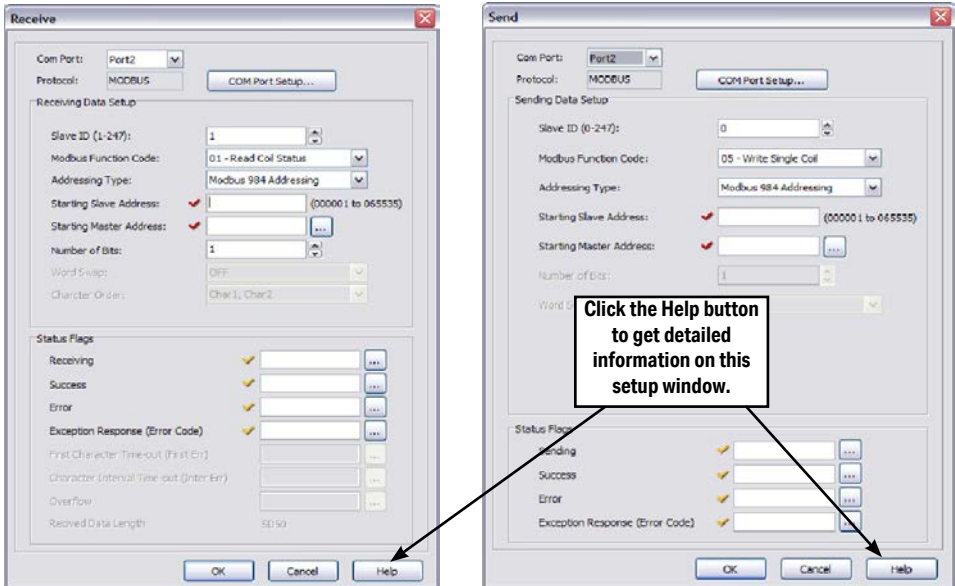 Receive
Com Port: Port2
Protocol: MODBUS COM Port Setup...
Receiving Data Setup
Slave ID (1-247): 1
Modbus Function Code: 01 - Read Coil Status
Addressing Type: Modbus 984 Addressing
Starting Slave Address: (000001 to 065535)
Starting Master Address: ...
Number of Bits: 1
Word Swap: OFF
Charcter Order: Char1, Char2
Status Flags
Receiving ...
Success ...
Error ...
Exception Response (Error Code) ...
First Character Time-out (First Err) ...
Character Interval Time-out (Inter Err) ...
Overflow ...
Recived Data Length SD50
OK Cancel Help
Send
Com Port: Port2
Protocol: MODBUS COM Port Setup...
Sending Data Setup
Slave ID (0-247): 0
Modbus Function Code: 05 - Write Single Coil
Addressing Type: Modbus 984 Addressing
Starting Slave Address: (000001 to 065535)
Starting Master Address: ...
Number of Bits: 1
Word
Click the Help button
to get detailed
information on this
setup window.
Status Flags
Sending ...
Success ...
Error ...
Exception Response (Error Code) ...
OK Cancel Help